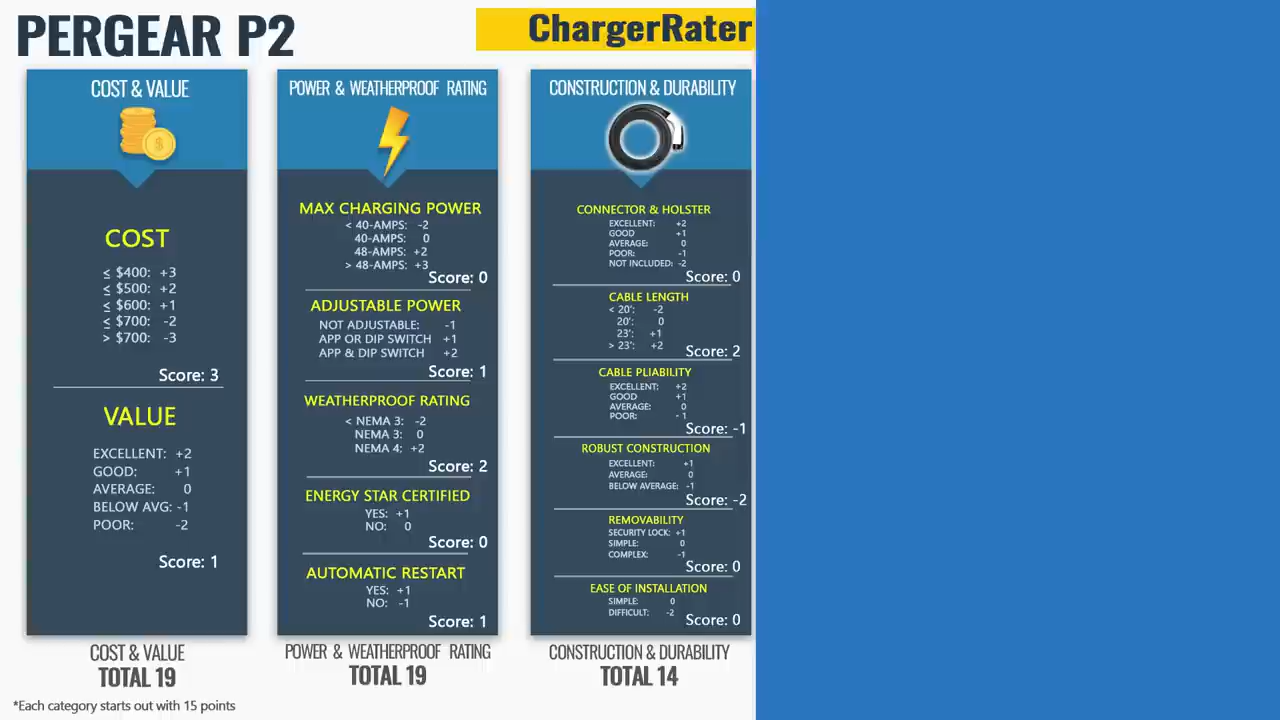 PERGEAR P2
ChargerRater
COST & VALUE
COST
≤ $400: +3
≤ $500: +2
≤ $600: +1
≤ $700: -2
> $700: -3
Score: 3
VALUE
EXCELLENT: +2
GOOD: +1
AVERAGE: 0
BELOW AVG: -1
POOR: -2
Score: 1
COST & VALUE
TOTAL 19
POWER & WEATHERPROOF RATING
MAX CHARGING POWER
< 40-AMPS: -2
40-AMPS: 0
48-AMPS: +2
> 48-AMPS: +3
Score: 0
ADJUSTABLE POWER
NOT ADJUSTABLE: -1
APP OR DIP SWITCH +1
APP & DIP SWITCH +2
Score: 1
WEATHERPROOF RATING
< NEMA 3: -2
NEMA 3: 0
NEMA 4: +2
Score: 2
ENERGY STAR CERTIFIED
YES: +1
NO: 0
Score: 0
AUTOMATIC RESTART
YES: +1
NO: -1
Score: 1
POWER & WEATHERPROOF RATING
TOTAL 19
CONSTRUCTION & DURABILITY
CONNECTOR & HOLSTER
EXCELLENT: +2
GOOD +1
AVERAGE: 0
POOR: -1
NOT INCLUDED: -2
Score: 0
CABLE LENGTH
< 20': -2
20': 0
23': +1
> 23': +2
Score: 2
CABLE PLIABILITY
EXCELLENT: +2
GOOD +1
AVERAGE: 0
POOR: - 1
Score: -1
ROBUST CONSTRUCTION
EXCELLENT: +1
AVERAGE: 0
BELOW AVERAGE: -1
Score: -2
REMOVABILITY
SECURITY LOCK: +1
SIMPLE: 0
COMPLEX: -1
Score: 0
EASE OF INSTALLATION
SIMPLE: 0
DIFFICULT: -2
Score: 0
CONSTRUCTION & DURABILITY
TOTAL 14
*Each category starts out with 15 points